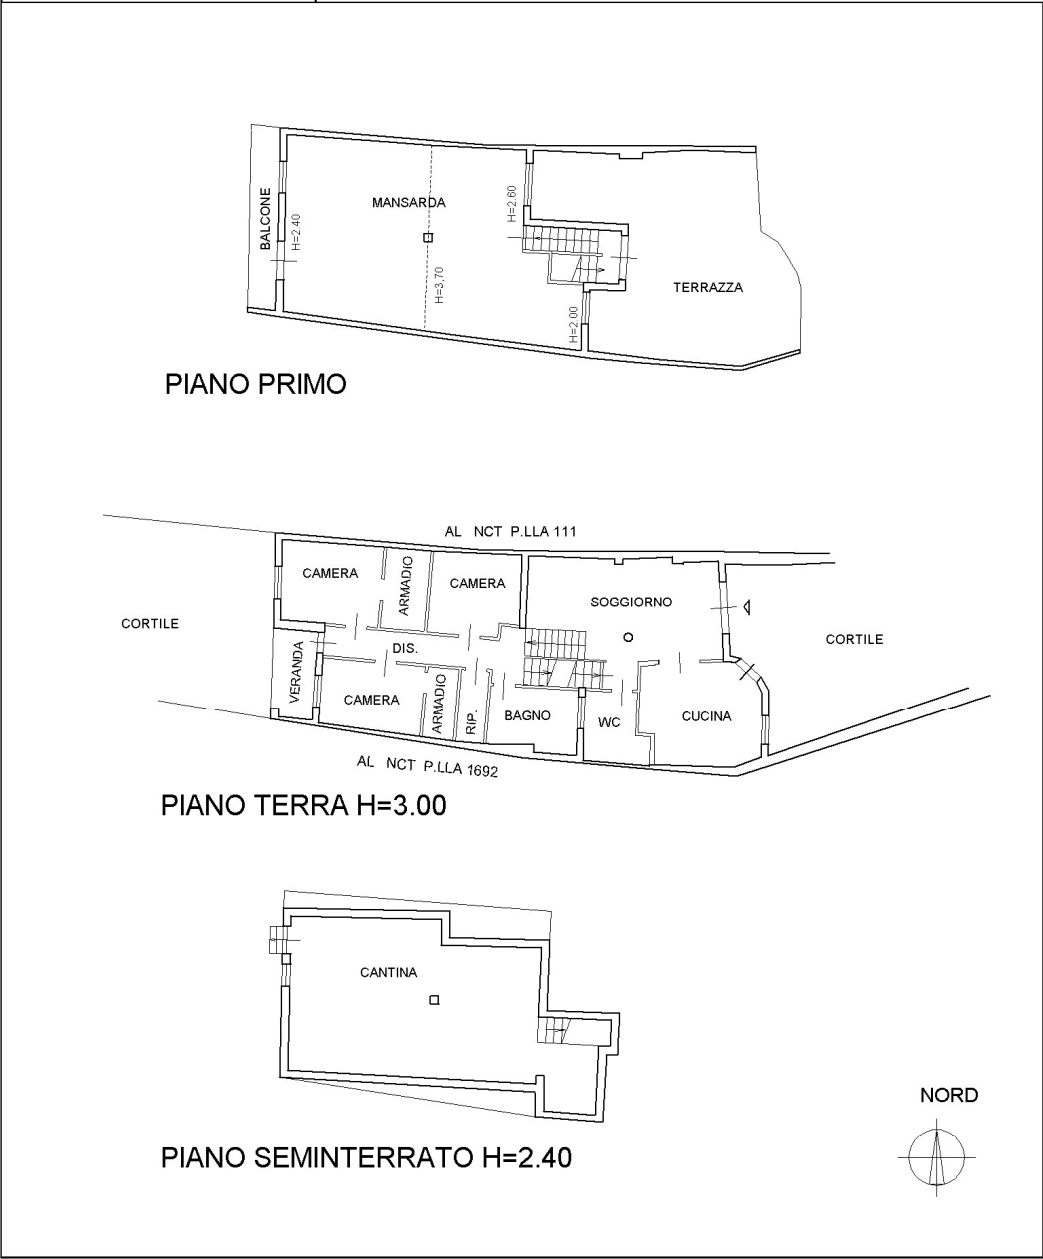 BALCONE
H=2.40
MANSARDA
H=3,70
H=2.60
H=2.00
TERRAZZA
PIANO PRIMO
AL NCT P.LLA 111
CORTILE
CAMERA
ARMADIO
CAMERA
SOGGIORNO
CORTILE
DIS.
VERANDA
CAMERA
ARMADIO
RIP.
BAGNO
WC
CUCINA
AL NCT P.LLA 1692
PIANO TERRA H=3.00
CANTINA
NORD
PIANO SEMINTERRATO H=2.40